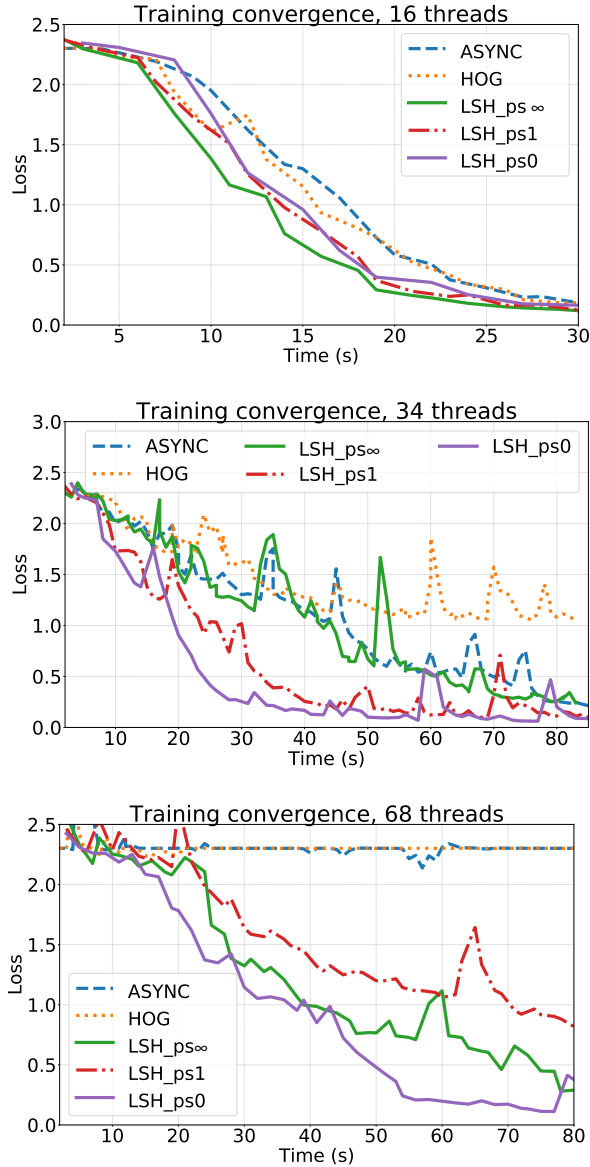 Training convergence, 16 threads
2.5
2.0
1.5
1.0
0.5
0.0
Loss
ASYNC
HOG
LSH_ps∞
LSH_ps1
LSH_ps0
5 10 15 20 25 30
Time (s)
Training convergence, 34 threads
3.0
2.5
2.0
1.5
1.0
0.5
0.0
Loss
ASYNC LSH_ps∞ LSH_ps0
HOG LSH_ps1
10 20 30 40 50 60 70 80
Time (s)
Training convergence, 68 threads
2.5
2.0
1.5
1.0
0.5
0.0
Loss
ASYNC
HOG
LSH_ps∞
LSH_ps1
LSH_ps0
10 20 30 40 50 60 70 80
Time (s)